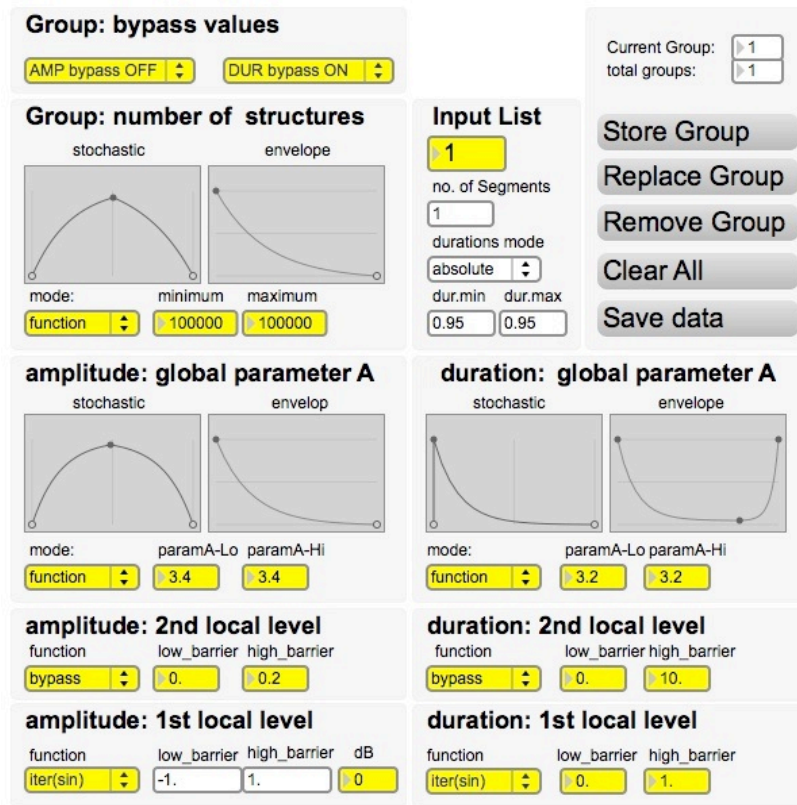 Group: bypass values
AMP bypass OFF
DUR bypass ON
Current Group: 1
total groups: 1
Group: number of structures
stochastic envelope
mode: minimum maximum
function 100000 100000
Input List
1
no. of Segments
1
durations mode
absolute
dur.min dur.max
0.95 0.95
Store Group
Replace Group
Remove Group
Clear All
Save data
amplitude: global parameter A
stochastic envelop
mode: paramA-Lo paramA-Hi
function 3.4 3.4
duration: global parameter A
stochastic envelope
mode: paramA-Lo paramA-Hi
function 3.2 3.2
amplitude: 2nd local level
function low_barrier high_barrier
bypass 0. 0.2
duration: 2nd local level
function low_barrier high_barrier
bypass 0. 10.
amplitude: 1st local level
function low_barrier high_barrier dB
iter(sin) -1. 1. 0
duration: 1st local level
function low_barrier high_barrier
iter(sin) 0. 1.